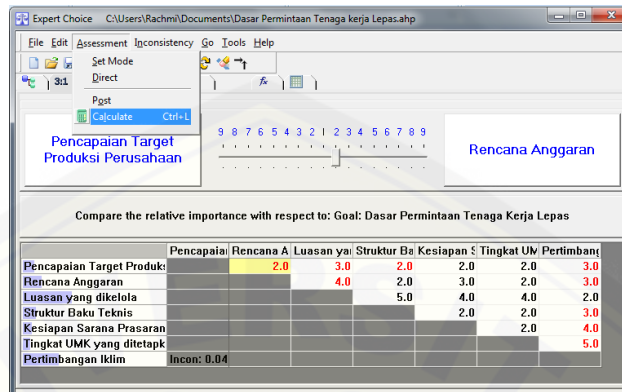 Expert Choice C:\Users\Rachmi\Documents\Dasar Permintaan Tenaga kerja Lepas.ahp
File Edit Assessment Inconsistency Go Tools Help
Set Mode
Direct
Post
Calculate Ctrl+L
3:1
fx
Pencapaian Target
Produksi Perusahaan
9 8 7 6 5 4 3 2 1 2 3 4 5 6 7 8 9
Rencana Anggaran
Compare the relative importance with respect to: Goal: Dasar Permintaan Tenaga Kerja Lepas
Pencapaia Rencana A Luasan ya Struktur Ba Kesiapan S Tingkat UM Pertimbang
Pencapaian Target Produk 2.0 3.0 2.0 2.0 2.0 3.0
Rencana Anggaran 4.0 2.0 3.0 2.0 3.0
Luasan yang dikelola 5.0 4.0 4.0 2.0
Struktur Baku Teknis 2.0 2.0 3.0
Kesiapan Sarana Prasaran 2.0 4.0
Tingkat UMK yang ditetapk 5.0
Pertimbangan Iklim Incon: 0.04